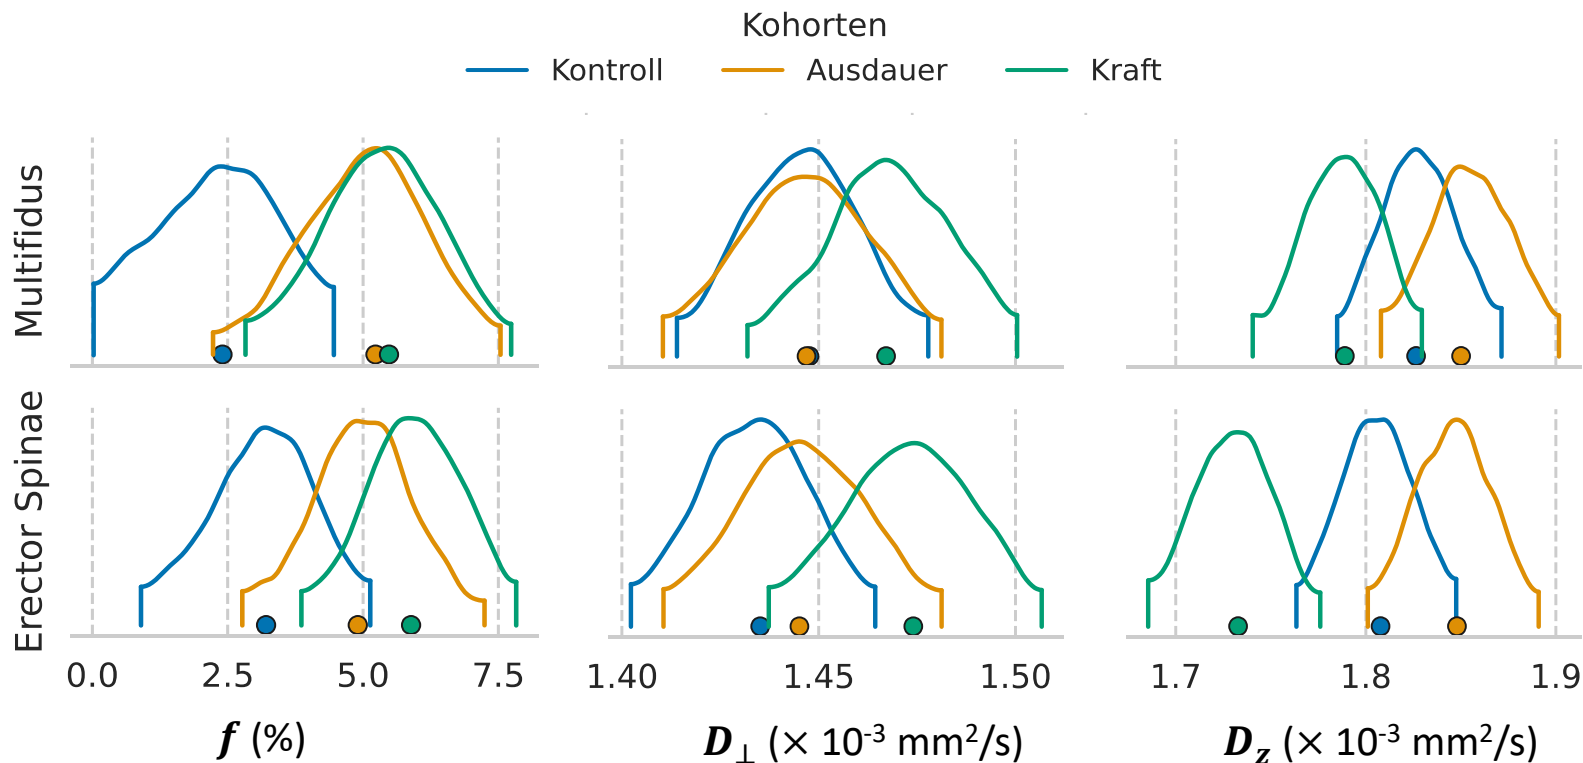 Kohorten
Kontroll Ausdauer Kraft
Multifidus
Erector Spinae
0.0 2.5 5.0 7.5 1.40 1.45 1.50 1.7 1.8 1.9
f (%) D⊥ (× 10-3 mm2/s) Dz (× 10-3 mm2/s)